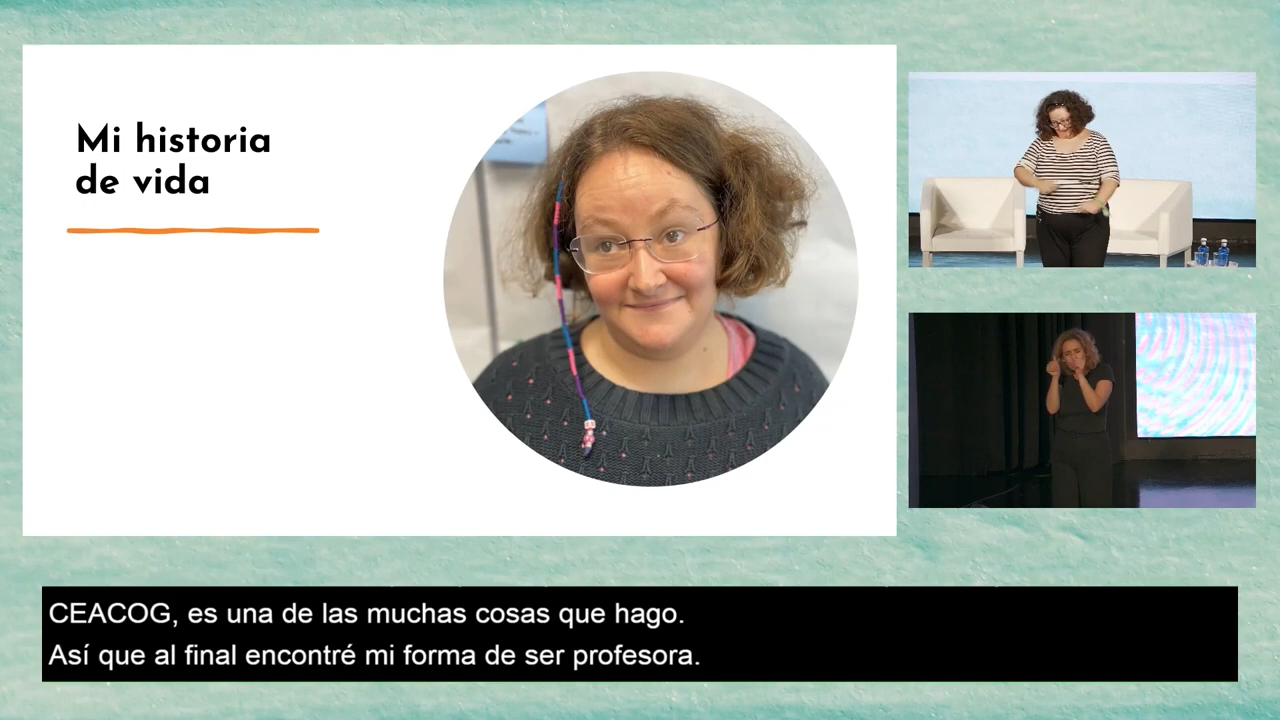 Mi historia
de vida
CEACOG, es una de las muchas cosas que hago.
Así que al final encontré mi forma de ser profesora.